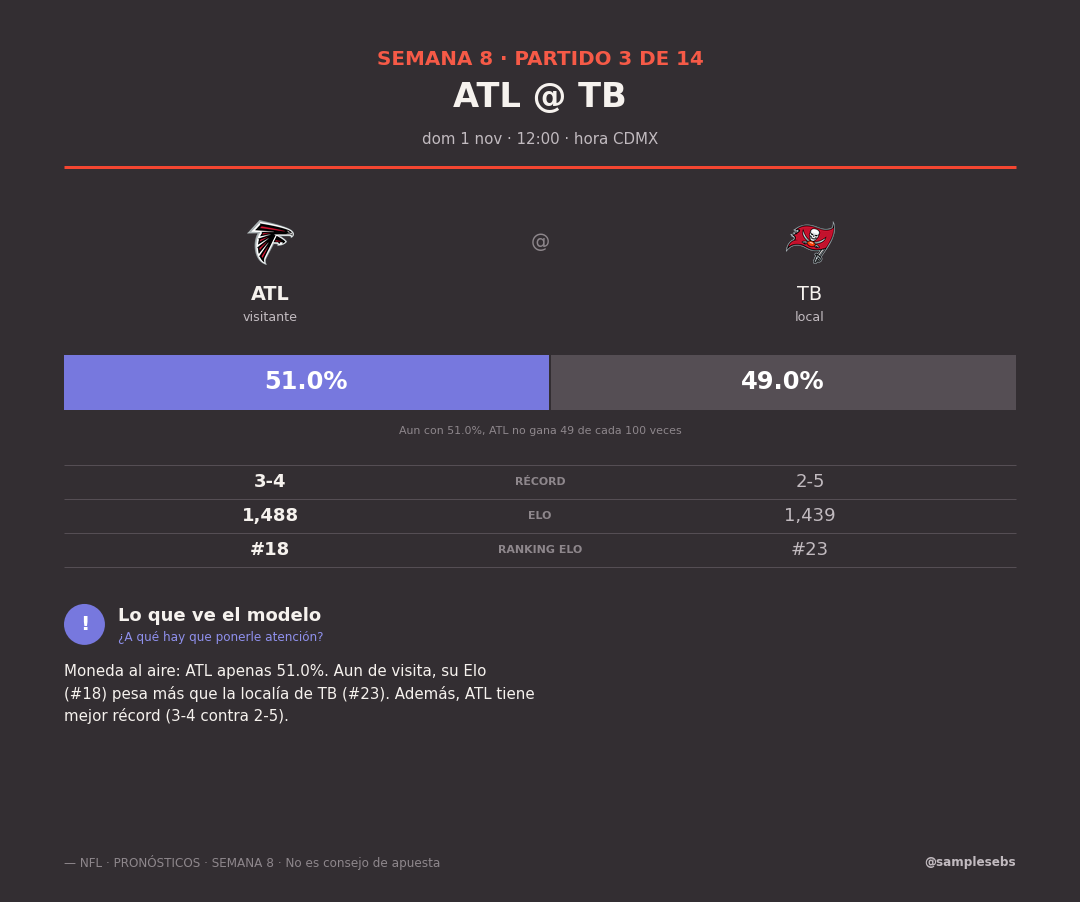 SEMANA 8 · PARTIDO 3 DE 14
ATL @ TB
dom 1 nov · 12:00 · hora CDMX
@
ATL
TB
visitante
local
51.0%
49.0%
Aun con 51.0%, ATL no gana 49 de cada 100 veces
3-4 RÉCORD 2-5
1,488 ELO 1,439
#18 RANKING ELO #23
!
Lo que ve el modelo
¿A qué hay que ponerle atención?
Moneda al aire: ATL apenas 51.0%. Aun de visita, su Elo
(#18) pesa más que la localía de TB (#23). Además, ATL tiene
mejor récord (3-4 contra 2-5).
— NFL · PRONÓSTICOS · SEMANA 8 · No es consejo de apuesta
@samplesebs